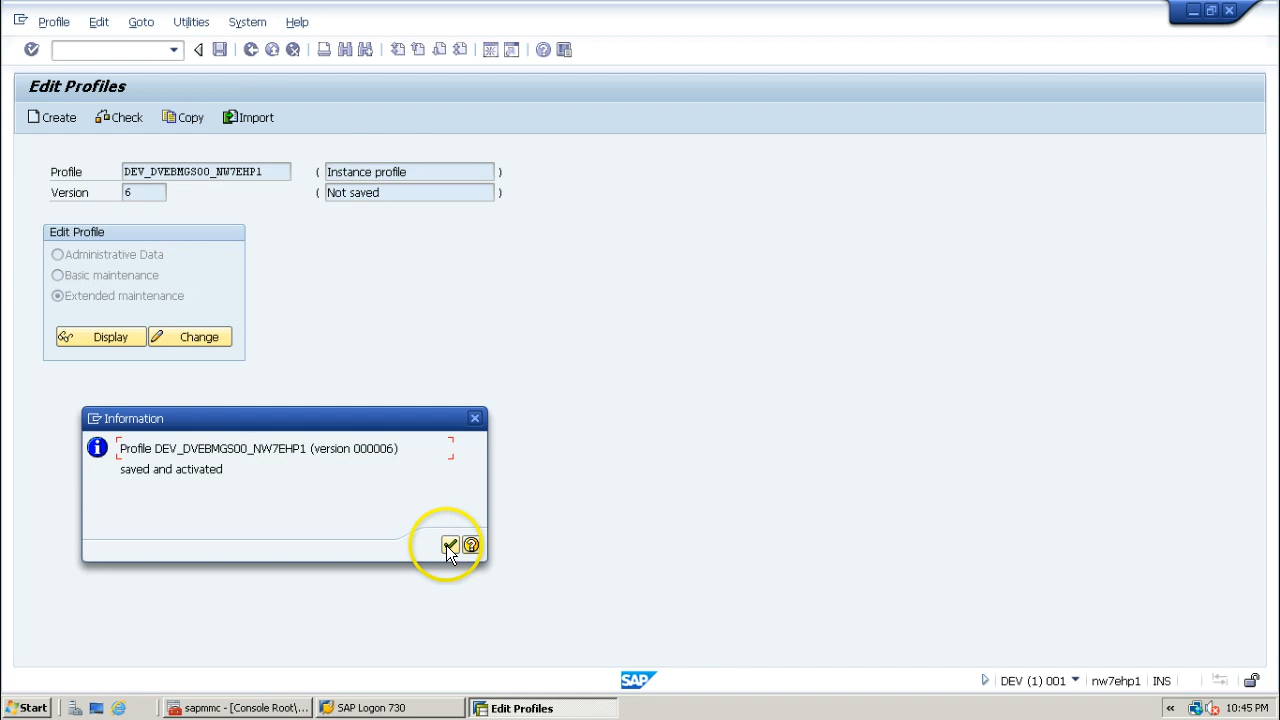 Profile Edit Goto Utilities System Help
Edit Profiles
Create Check Copy Import
Profile DEV_DVEBMGS00_NW7EHP1 ( Instance profile )
Version 6 ( Not saved )
Edit Profile
Administrative Data
Basic maintenance
Extended maintenance
Display Change
Information
Profile DEV_DVEBMGS00_NW7EHP1 (version 000006)
saved and activated
SAP
DEV (1) 001 nw7ehp1 INS
Start sapmmc - [Console Root\... SAP Logon 730 Edit Profiles « 10:45 PM